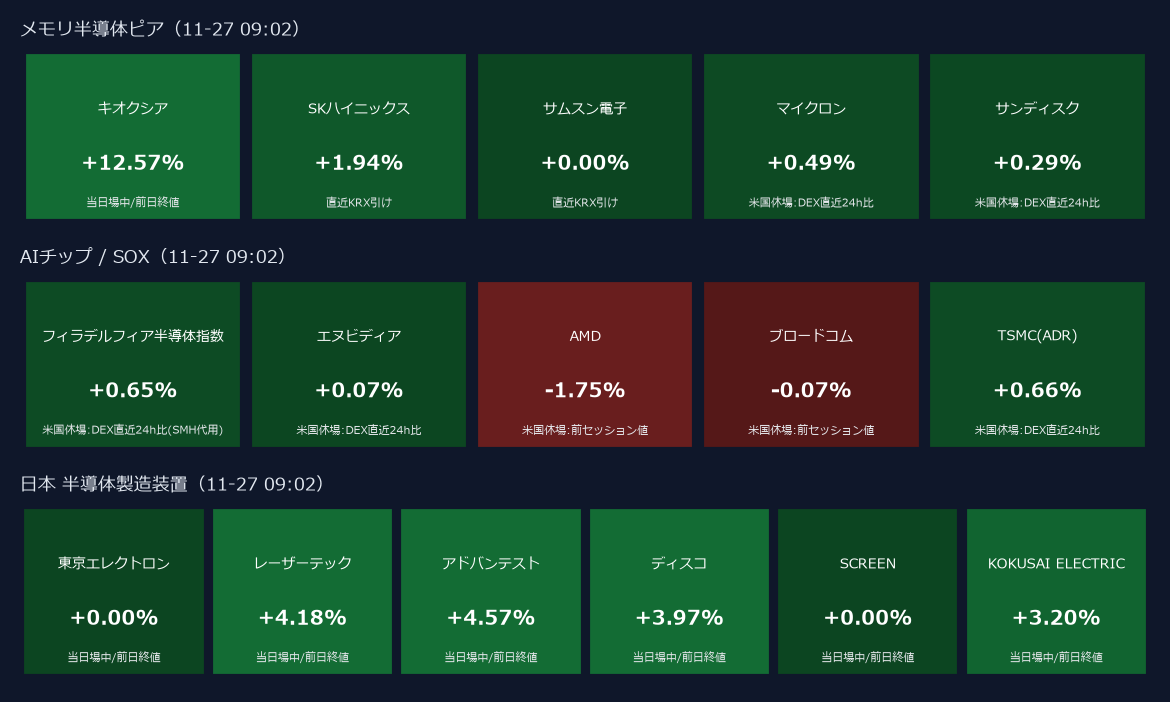 メモリ半導体ピア（11-27 09:02）
キオクシア
+12.57%
当日場中/前日終値
SKハイニックス
+1.94%
直近KRX引け
サムスン電子
+0.00%
直近KRX引け
マイクロン
+0.49%
米国休場:DEX直近24h比
サンディスク
+0.29%
米国休場:DEX直近24h比
AIチップ / SOX（11-27 09:02）
フィラデルフィア半導体指数
+0.65%
米国休場:DEX直近24h比(SMH代用)
エヌビディア
+0.07%
米国休場:DEX直近24h比
AMD
-1.75%
米国休場:前セッション値
ブロードコム
-0.07%
米国休場:前セッション値
TSMC(ADR)
+0.66%
米国休場:DEX直近24h比
日本 半導体製造装置（11-27 09:02）
東京エレクトロン
+0.00%
当日場中/前日終値
レーザーテック
+4.18%
当日場中/前日終値
アドバンテスト
+4.57%
当日場中/前日終値
ディスコ
+3.97%
当日場中/前日終値
SCREEN
+0.00%
当日場中/前日終値
KOKUSAI ELECTRIC
+3.20%
当日場中/前日終値